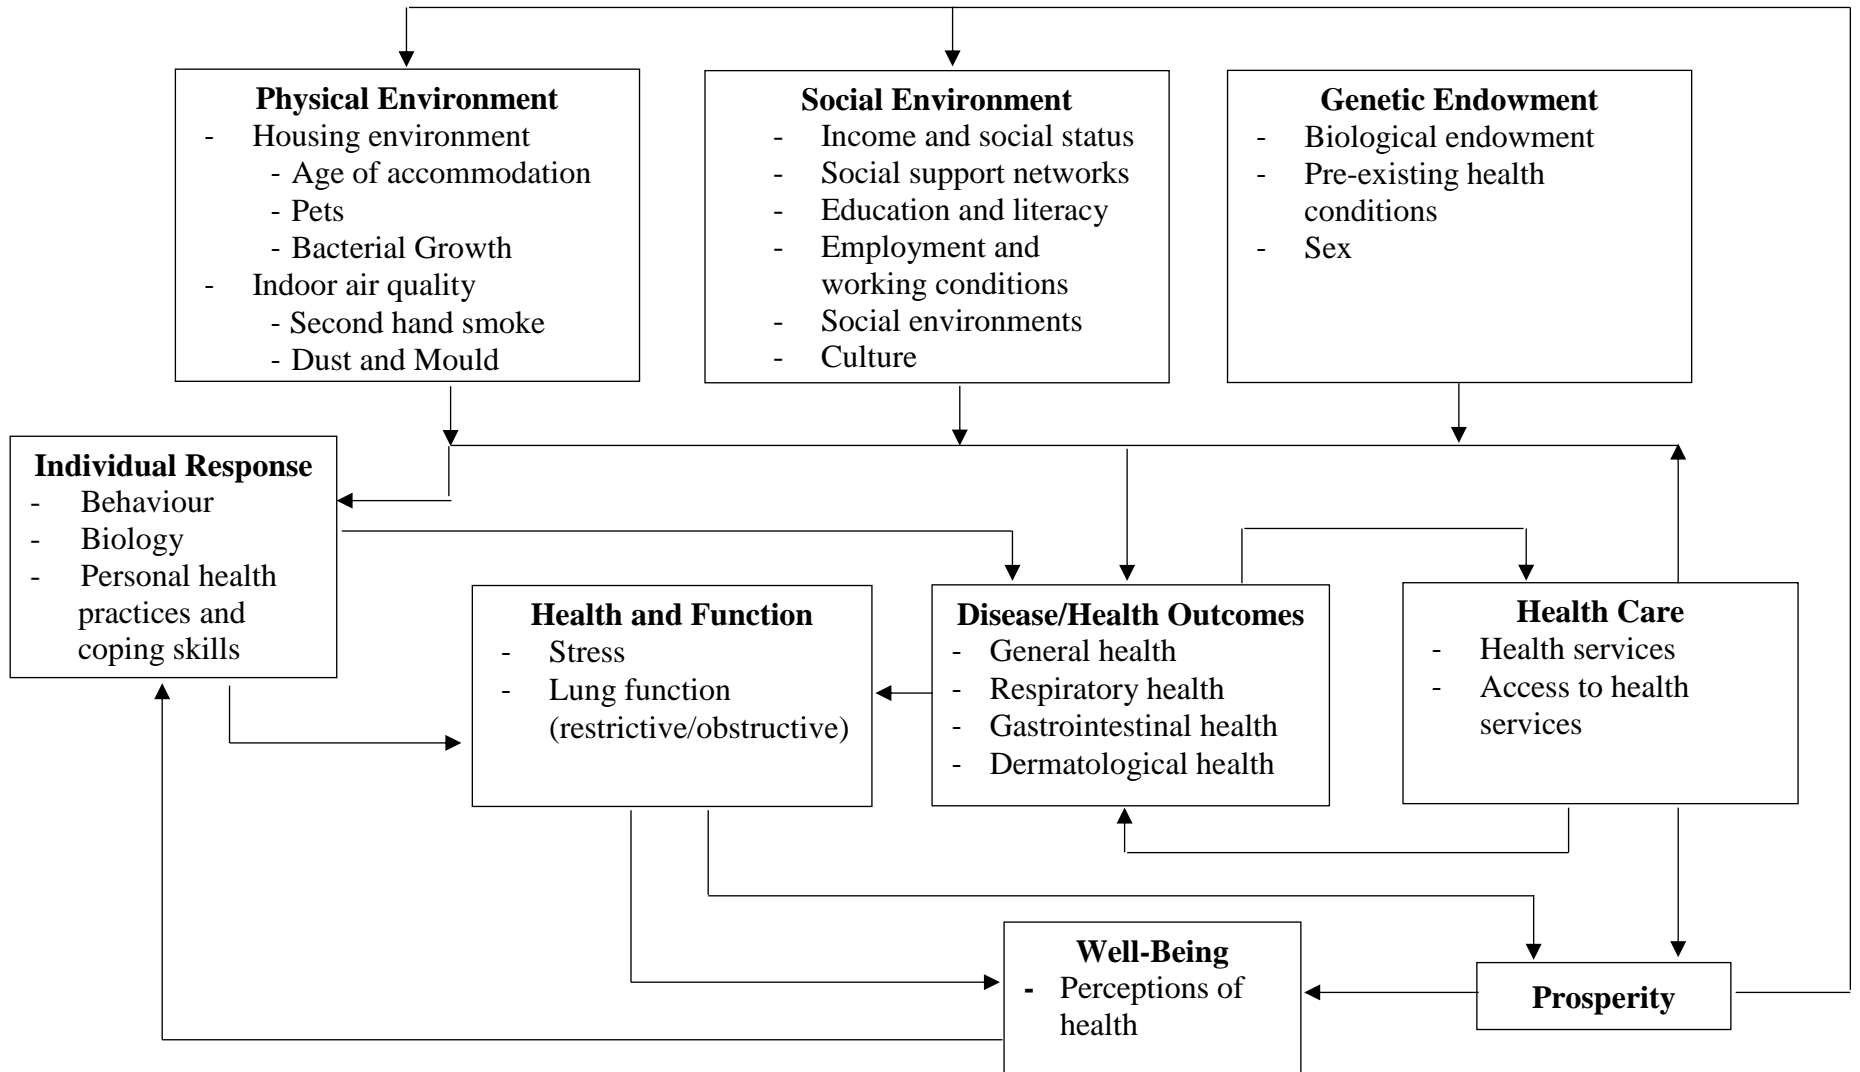 Physical Environment
- Housing environment
- Age of accommodation
- Pets
- Bacterial Growth
- Indoor air quality
- Second hand smoke
- Dust and Mould
Social Environment
- Income and social status
- Social support networks
- Education and literacy
- Employment and
working conditions
- Social environments
- Culture
Genetic Endowment
- Biological endowment
- Pre-existing health
conditions
- Sex
Individual Response
- Behaviour
- Biology
- Personal health
practices and
coping skills
Health and Function
- Stress
- Lung function
(restrictive/obstructive)
Disease/Health Outcomes
- General health
- Respiratory health
- Gastrointestinal health
- Dermatological health
Health Care
- Health services
- Access to health
services
Well-Being
- Perceptions of
health
Prosperity